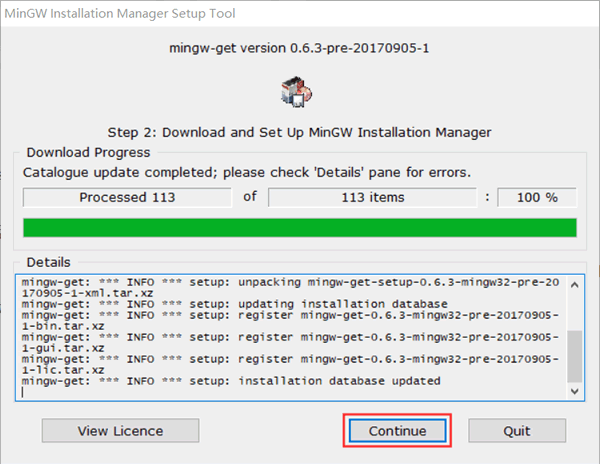 MinGW Installation Manager Setup Tool
mingw-get version 0.6.3-pre-20170905-1
Step 2: Download and Set Up MinGW Installation Manager
Download Progress
Catalogue update completed; please check 'Details' pane for errors.
Processed 113 of 113 items : 100 %
Details
mingw-get: *** INFO *** setup: unpacking mingw-get-setup-0.6.3-mingw32-pre-20
170905-1-xml.tar.xz
mingw-get: *** INFO *** setup: updating installation database
mingw-get: *** INFO *** setup: register mingw-get-0.6.3-mingw32-pre-20170905-
1-bin.tar.xz
mingw-get: *** INFO *** setup: register mingw-get-0.6.3-mingw32-pre-20170905-
1-gui.tar.xz
mingw-get: *** INFO *** setup: register mingw-get-0.6.3-mingw32-pre-20170905-
1-lic.tar.xz
mingw-get: *** INFO *** setup: installation database updated
View Licence Continue Quit